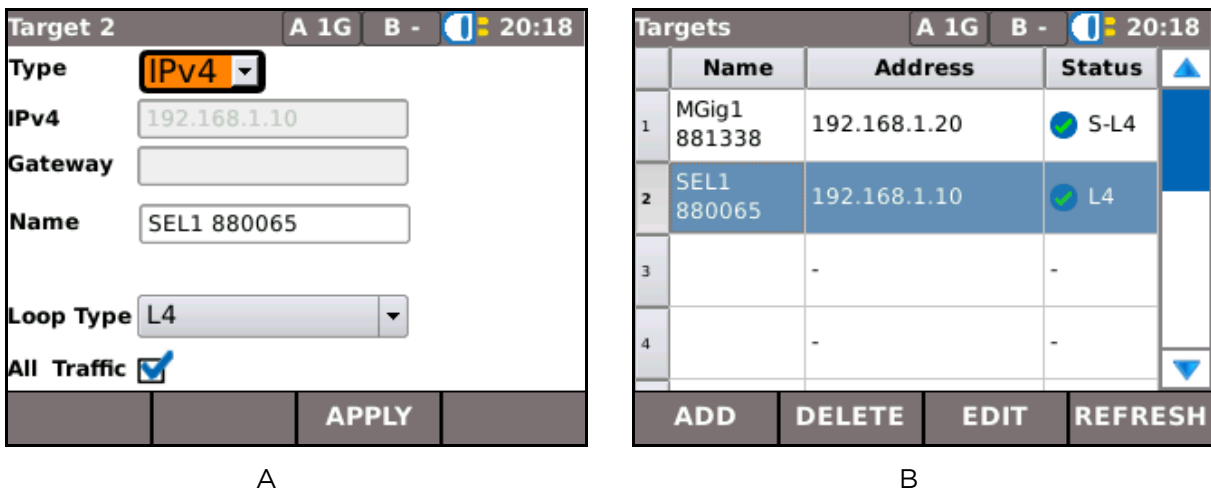 Target 2 A 1G B - 20:18
Type IPv4
IPv4 192.168.1.10
Gateway
Name SEL1 880065
Loop Type L4
All Traffic
APPLY
A
Targets A 1G B - 20:18
Name Address Status
1 MGig1 881338 192.168.1.20 S-L4
2 SEL1 880065 192.168.1.10 L4
3 - -
4 - -
ADD DELETE EDIT REFRESH
B